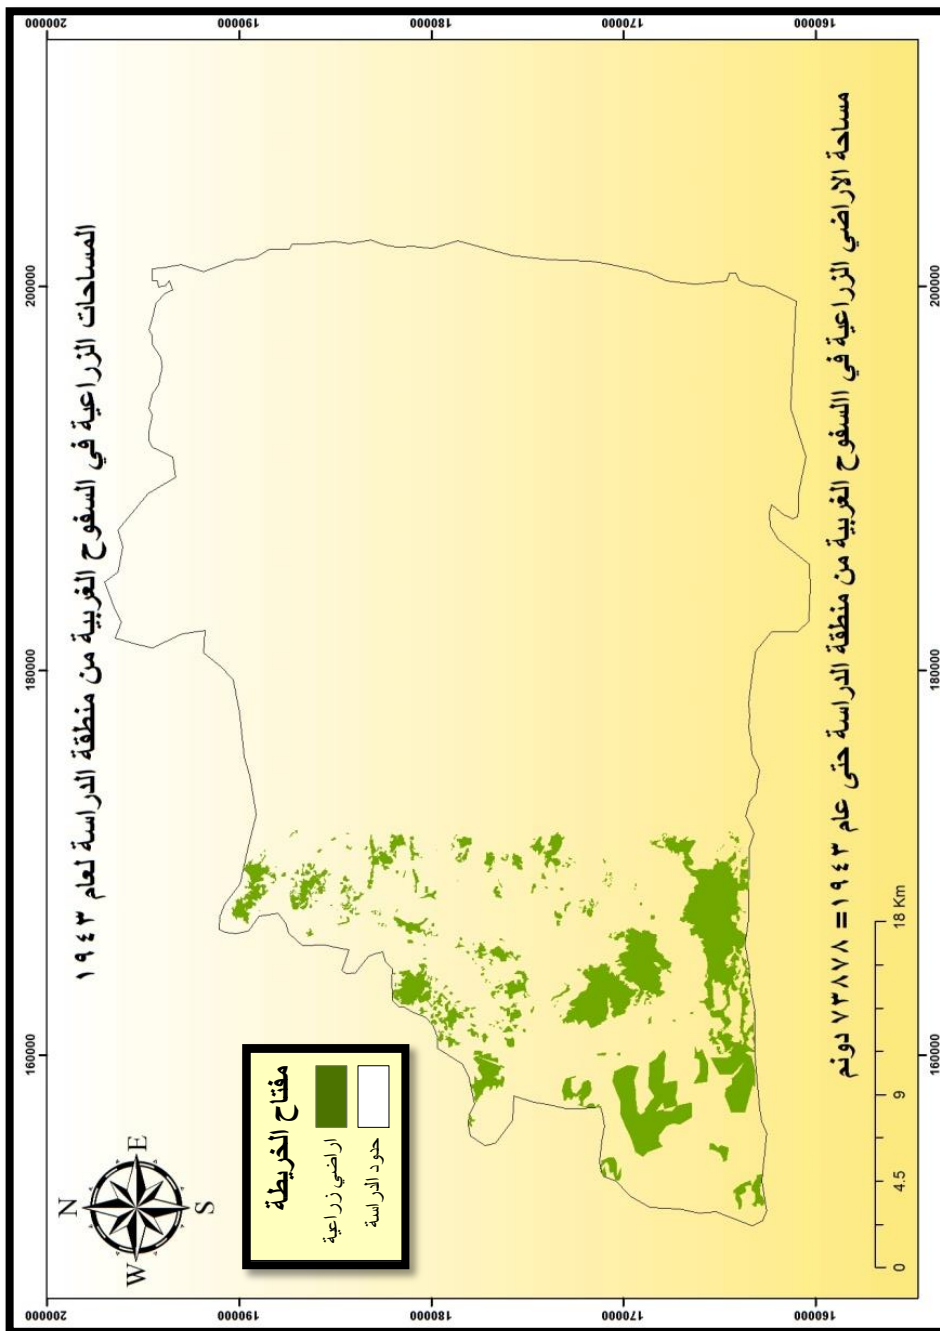 160000 180000 200000
المساحات الزراعية في السفوح الغربية من منطقة الدراسة لعام ١٩٤٣
N
W E
S
200000
190000
180000
170000
160000
200000
190000
180000
170000
160000
مفتاح الخريطة
اراضي زراعية
حدود الدراسة
مساحة الاراضي الزراعية في االسفوح الغربية من منطقة الدراسة حتى عام ١٩٤٣= ٧٣٨٧٨ دونم
0 4.5 9 18 Km
160000 180000 200000